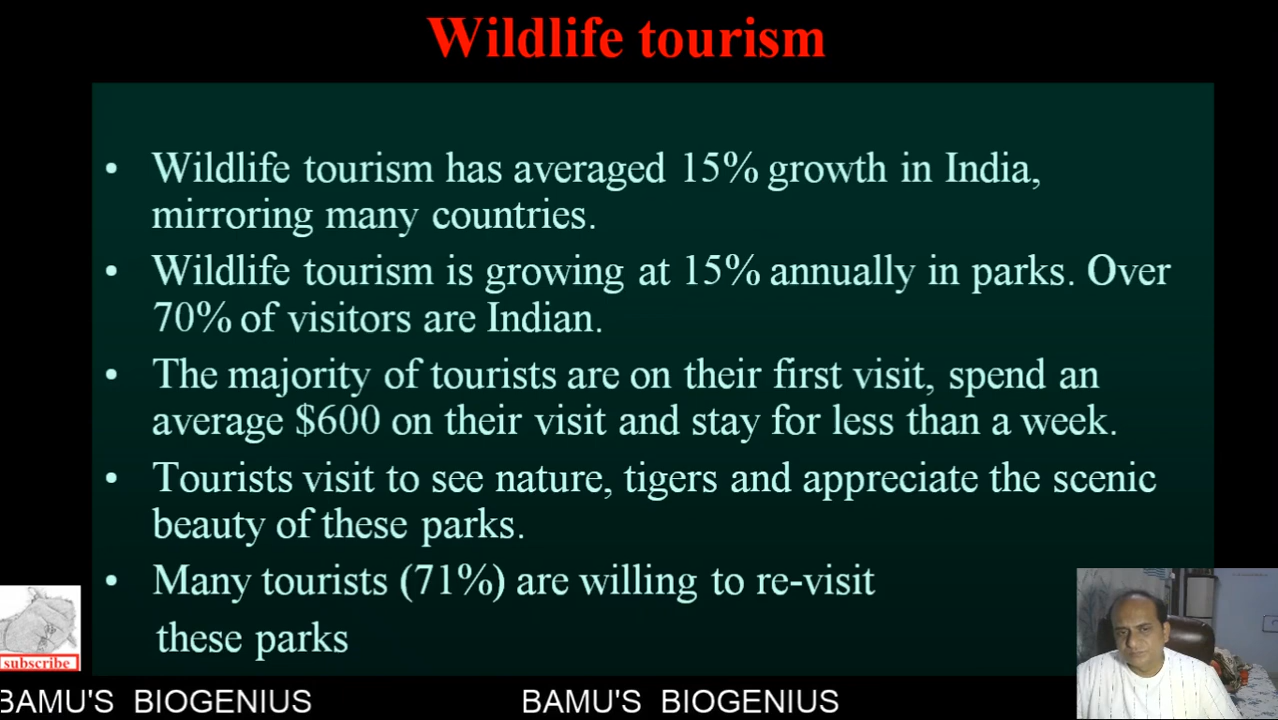 Wildlife tourism
• Wildlife tourism has averaged 15% growth in India,
mirroring many countries.
• Wildlife tourism is growing at 15% annually in parks. Over
70% of visitors are Indian.
• The majority of tourists are on their first visit, spend an
average $600 on their visit and stay for less than a week.
• Tourists visit to see nature, tigers and appreciate the scenic
beauty of these parks.
• Many tourists (71%) are willing to re-visit
these parks
subscribe
BAMU'S BIOGENIUS BAMU'S BIOGENIUS